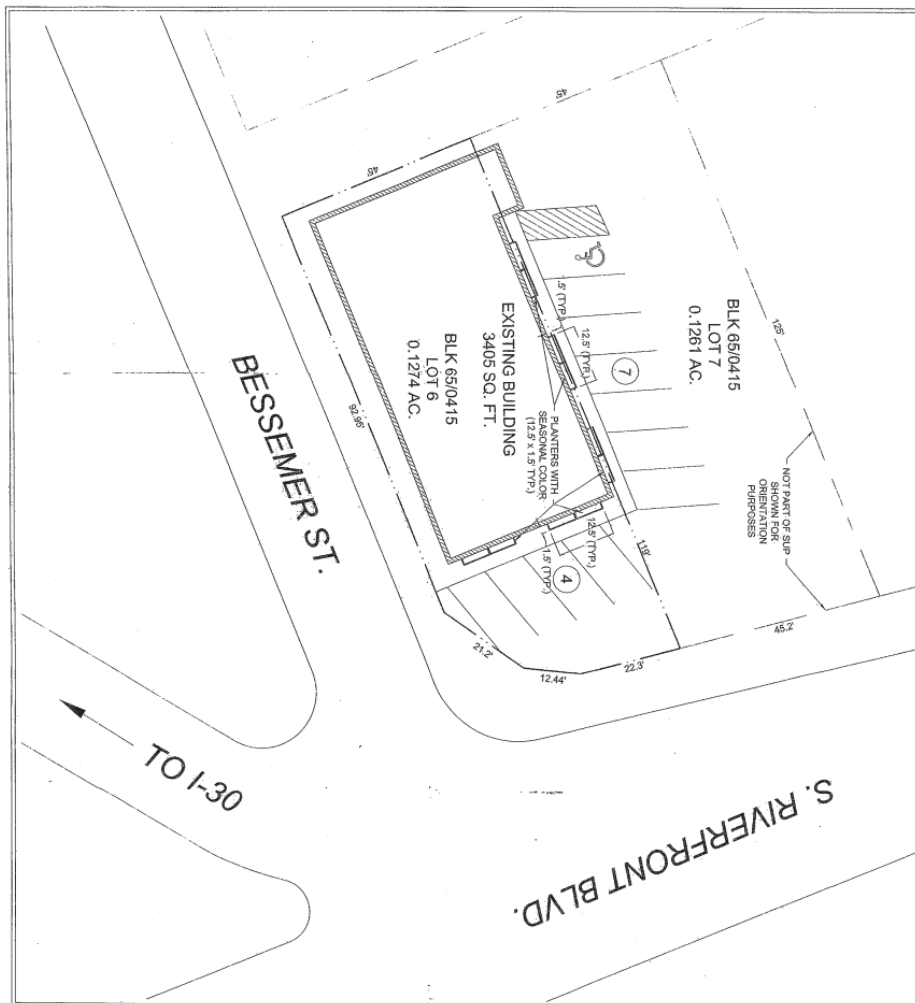 45'
45'
125'
BLK 65/0415
LOT 7
0.1261 AC.
1.5' (TYP.)
12.5' (TYP.)
7
EXISTING BUILDING
3405 SQ. FT.
BLK 65/0415
LOT 6
0.1274 AC.
PLANTERS WITH
SEASONAL COLOR
(12.5' x 1.5' TYP.)
NOT PART OF SUP
SHOWN FOR
ORIENTATION
PURPOSES
92.95'
BESSEMER ST.
12.5' (TYP.)
1.5' (TYP.)
4
119'
45.2'
21.2'
12.44'
22.3'
TO I-30
S. RIVERFRONT BLVD.